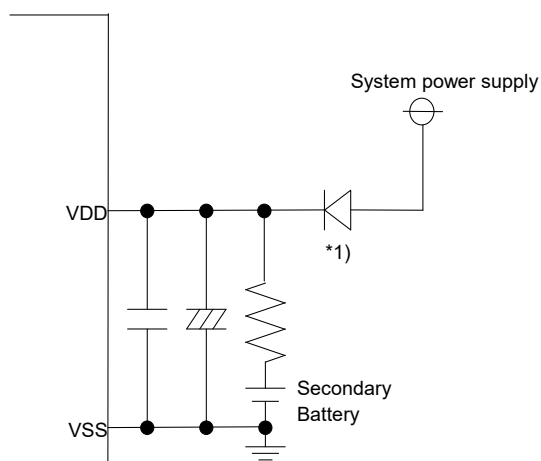 System power supply
VDD
*1)
Secondary
Battery
VSS